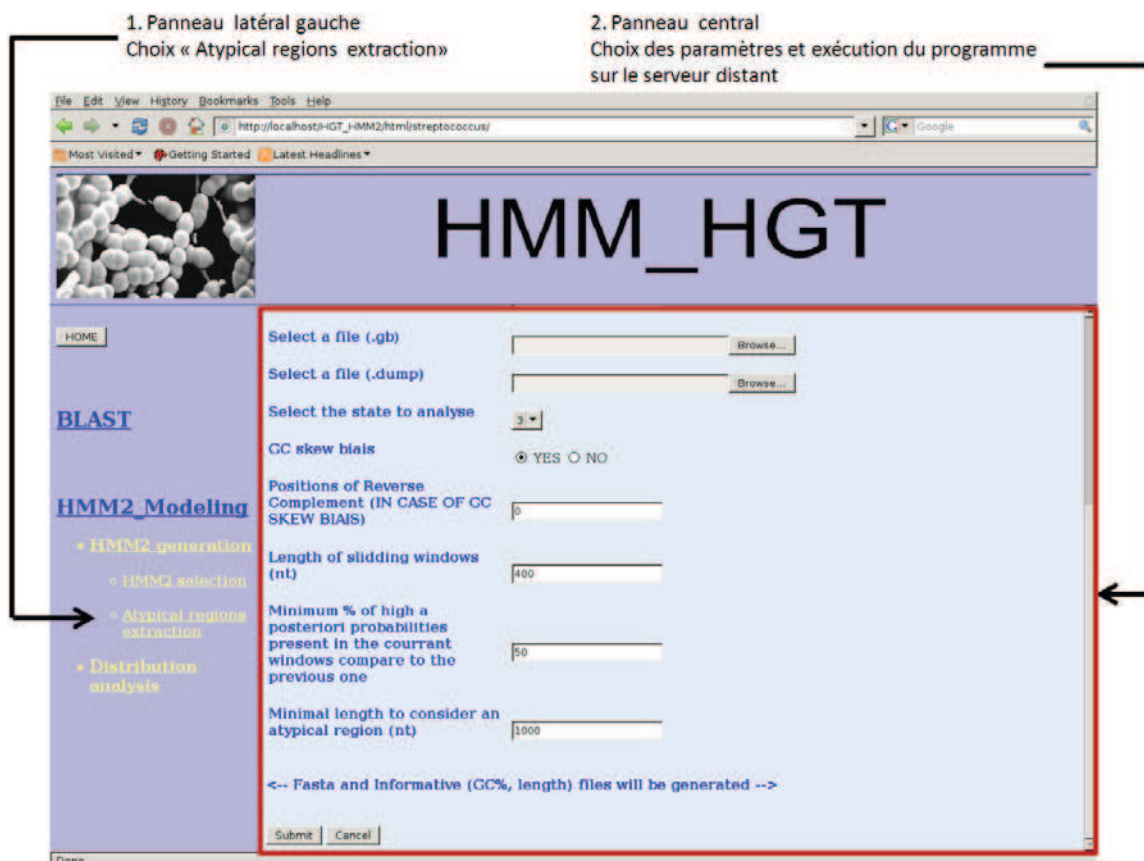 1. Panneau latéral gauche
Choix « Atypical regions extraction»
2. Panneau central
Choix des paramètres et exécution du programme
sur le serveur distant
File Edit View History Bookmarks Tools Help
http://localhost/HGT_HMM2/html/streptococcus/
Google
Most Visited
Getting Started
Latest Headlines
HMM_HGT
HOME
BLAST
HMM2_Modeling
HMM2 generation
HMM2 selection
Atypical regions
extraction
Distribution
analysis
Select a file (.gb)
Browse...
Select a file (.dump)
Browse...
Select the state to analyse
3
GC skew biais
YES NO
Positions of Reverse
Complement (IN CASE OF GC
SKEW BIAIS)
0
Length of slidding windows
(nt)
400
Minimum % of high a
posteriori probabilities
present in the courrant
windows compare to the
previous one
50
Minimal length to consider an
atypical region (nt)
1000
<-- Fasta and Informative (GC%, length) files will be generated -->
Submit Cancel
Done